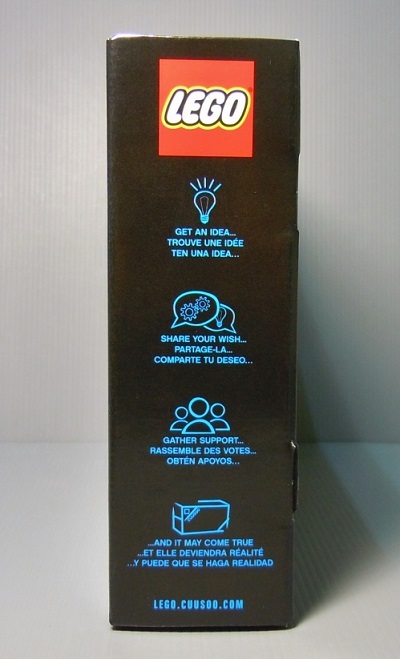 LEGO
GET AN IDEA...
TROUVE UNE IDÉE
TEN UNA IDEA...
SHARE YOUR WISH...
PARTAGE-LA...
COMPARTE TU DESEO...
GATHER SUPPORT...
RASSEMBLE DES VOTES...
OBTÉN APOYOS...
...AND IT MAY COME TRUE
...ET ELLE DEVIENDRA RÉALITÉ
...Y PUEDE QUE SE HAGA REALIDAD
LEGO.CUUSOO.COM